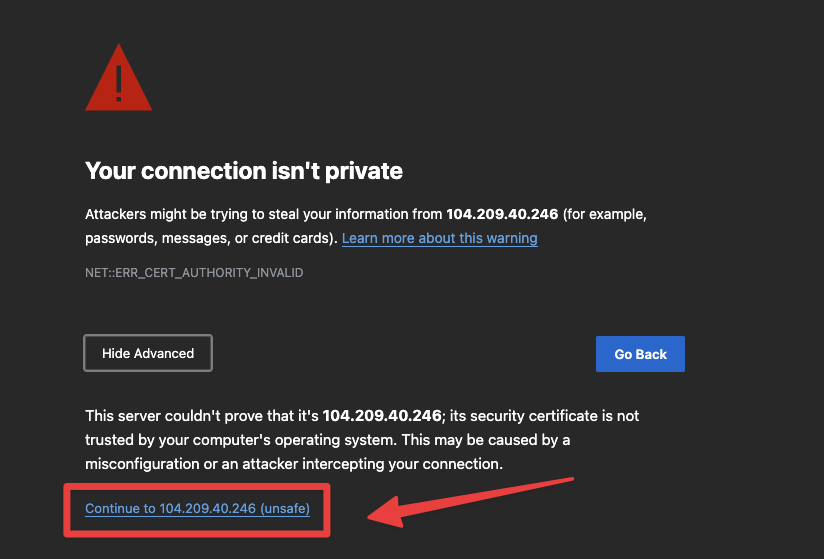 Your connection isn't private
Attackers might be trying to steal your information from 104.209.40.246 (for example,
passwords, messages, or credit cards). Learn more about this warning
NET::ERR_CERT_AUTHORITY_INVALID
Hide Advanced
Go Back
This server couldn't prove that it's 104.209.40.246; its security certificate is not
trusted by your computer's operating system. This may be caused by a
misconfiguration or an attacker intercepting your connection.
Continue to 104.209.40.246 (unsafe)